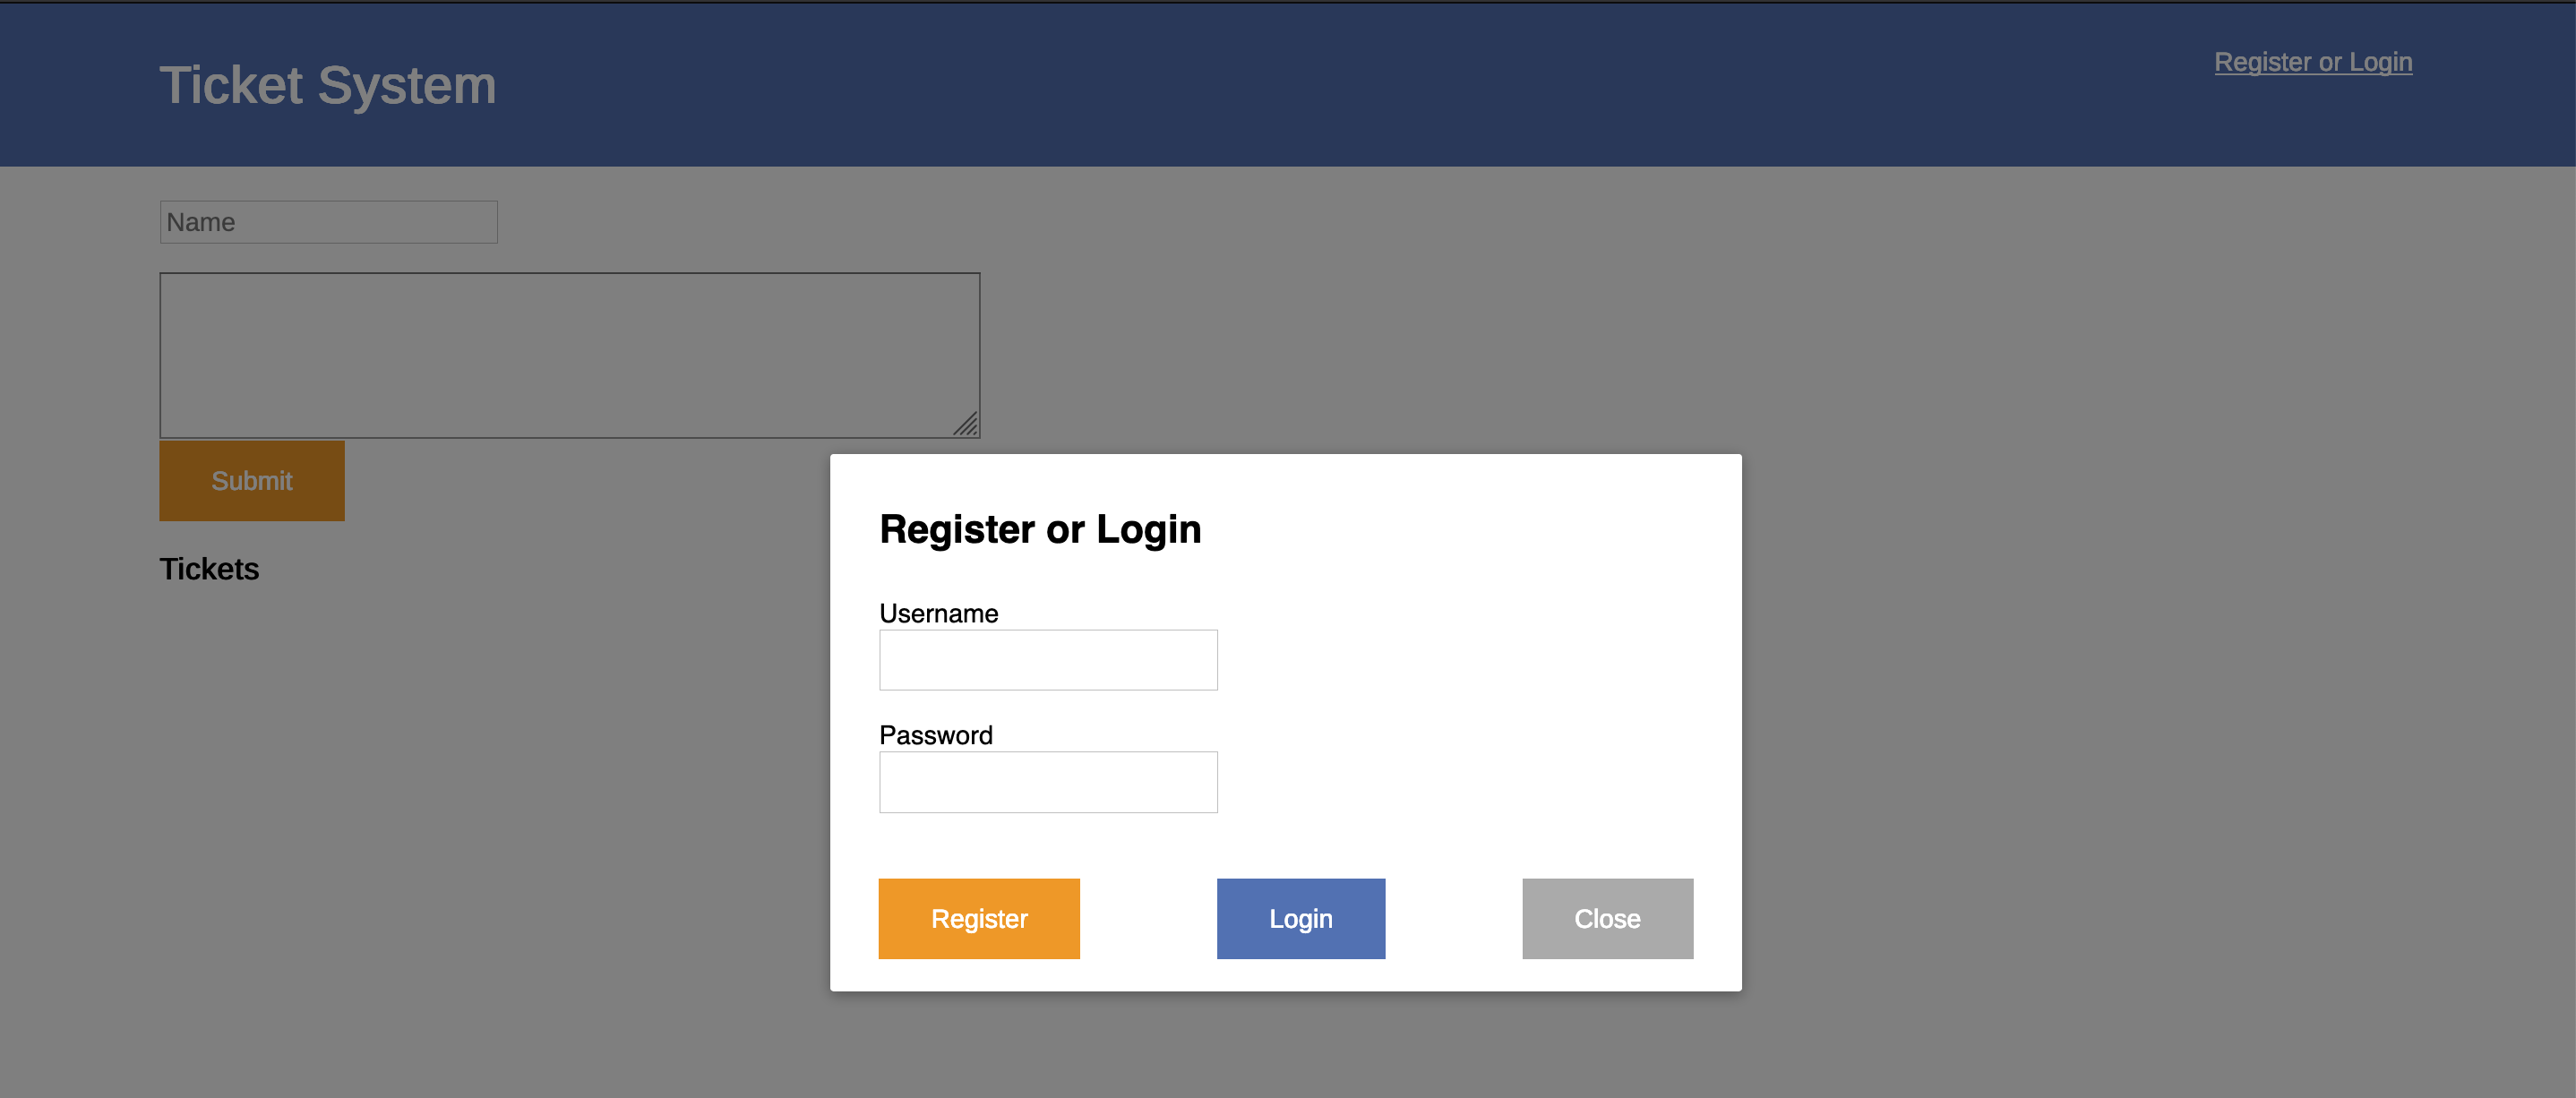 Ticket System
Register or Login
Name
Submit
Tickets
Register or Login
Username
Password
Register
Login
Close